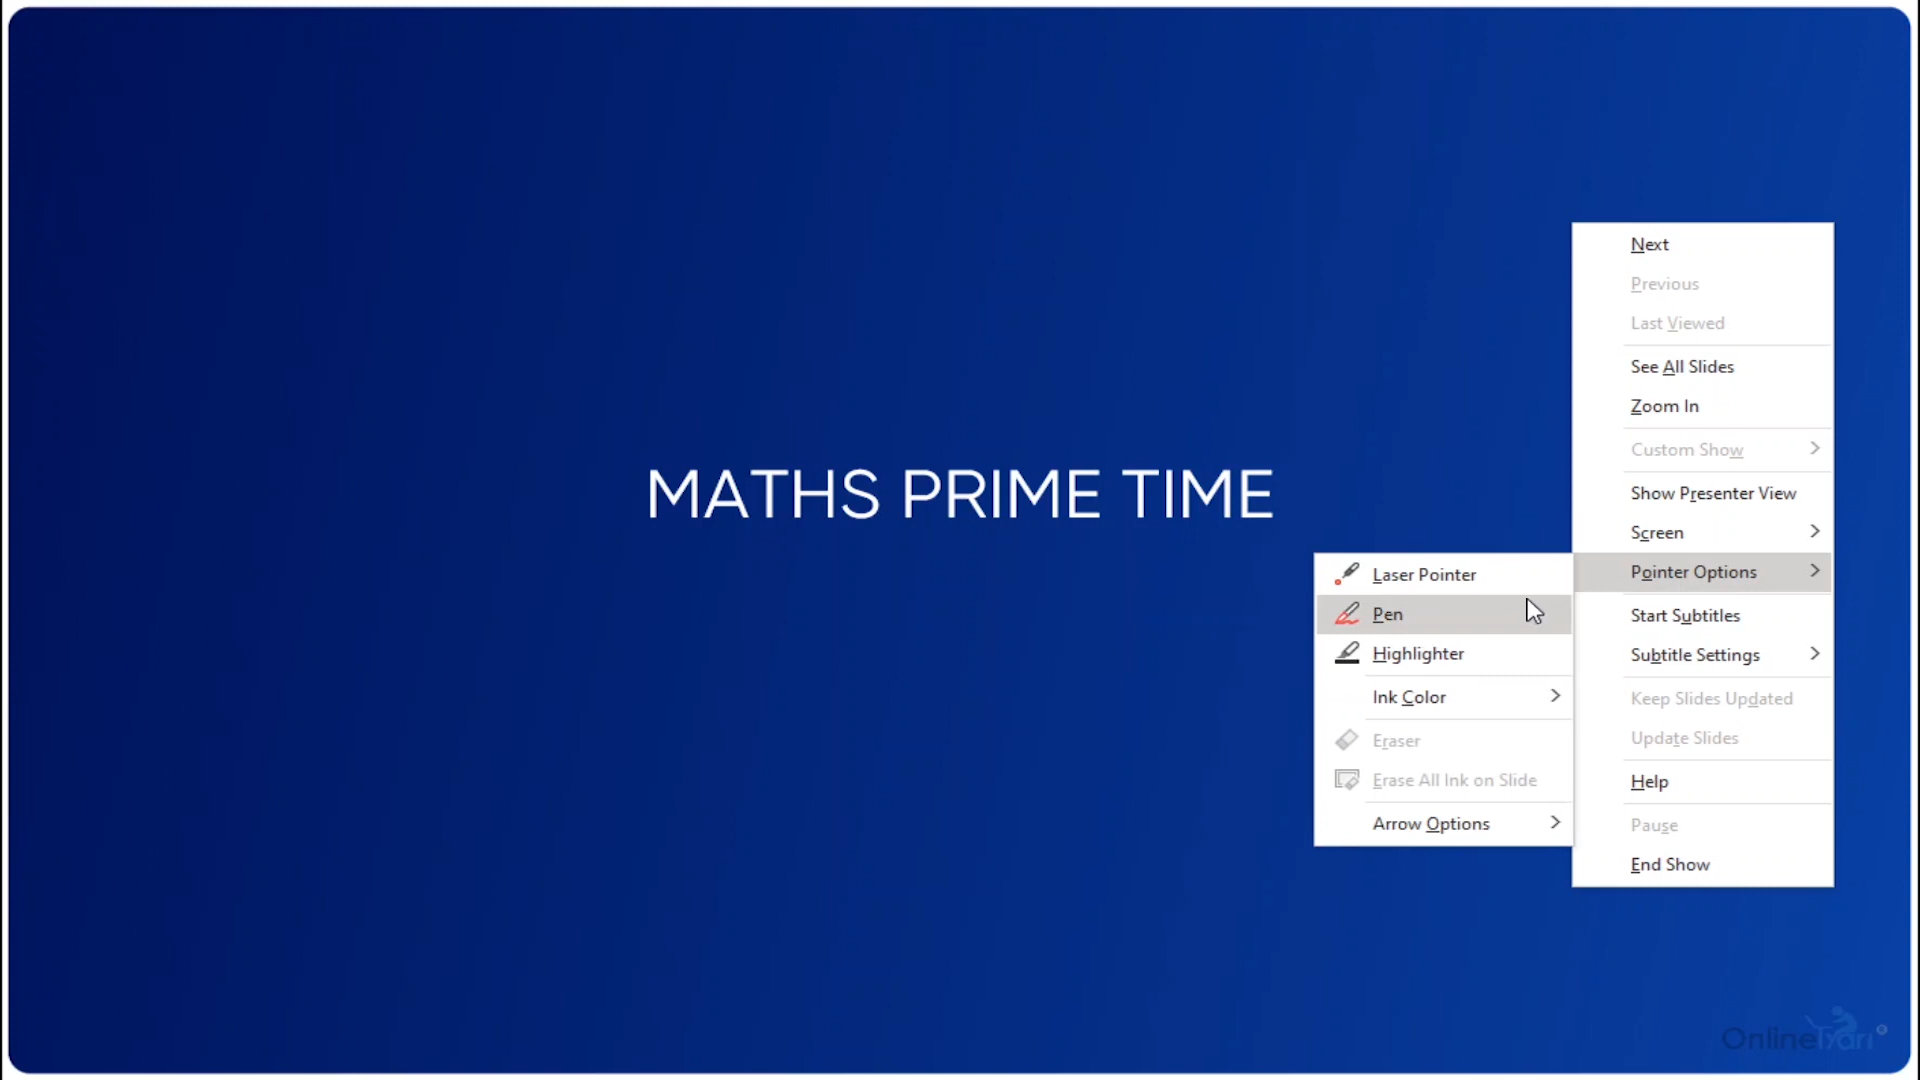 MATHS PRIME TIME
Next
Previous
Last Viewed
See All Slides
Zoom In
Custom Show
Show Presenter View
Screen
Pointer Options
Start Subtitles
Subtitle Settings
Keep Slides Updated
Update Slides
Help
Pause
End Show
Laser Pointer
Pen
Highlighter
Ink Color
Eraser
Erase All Ink on Slide
Arrow Options
OnlineTyari